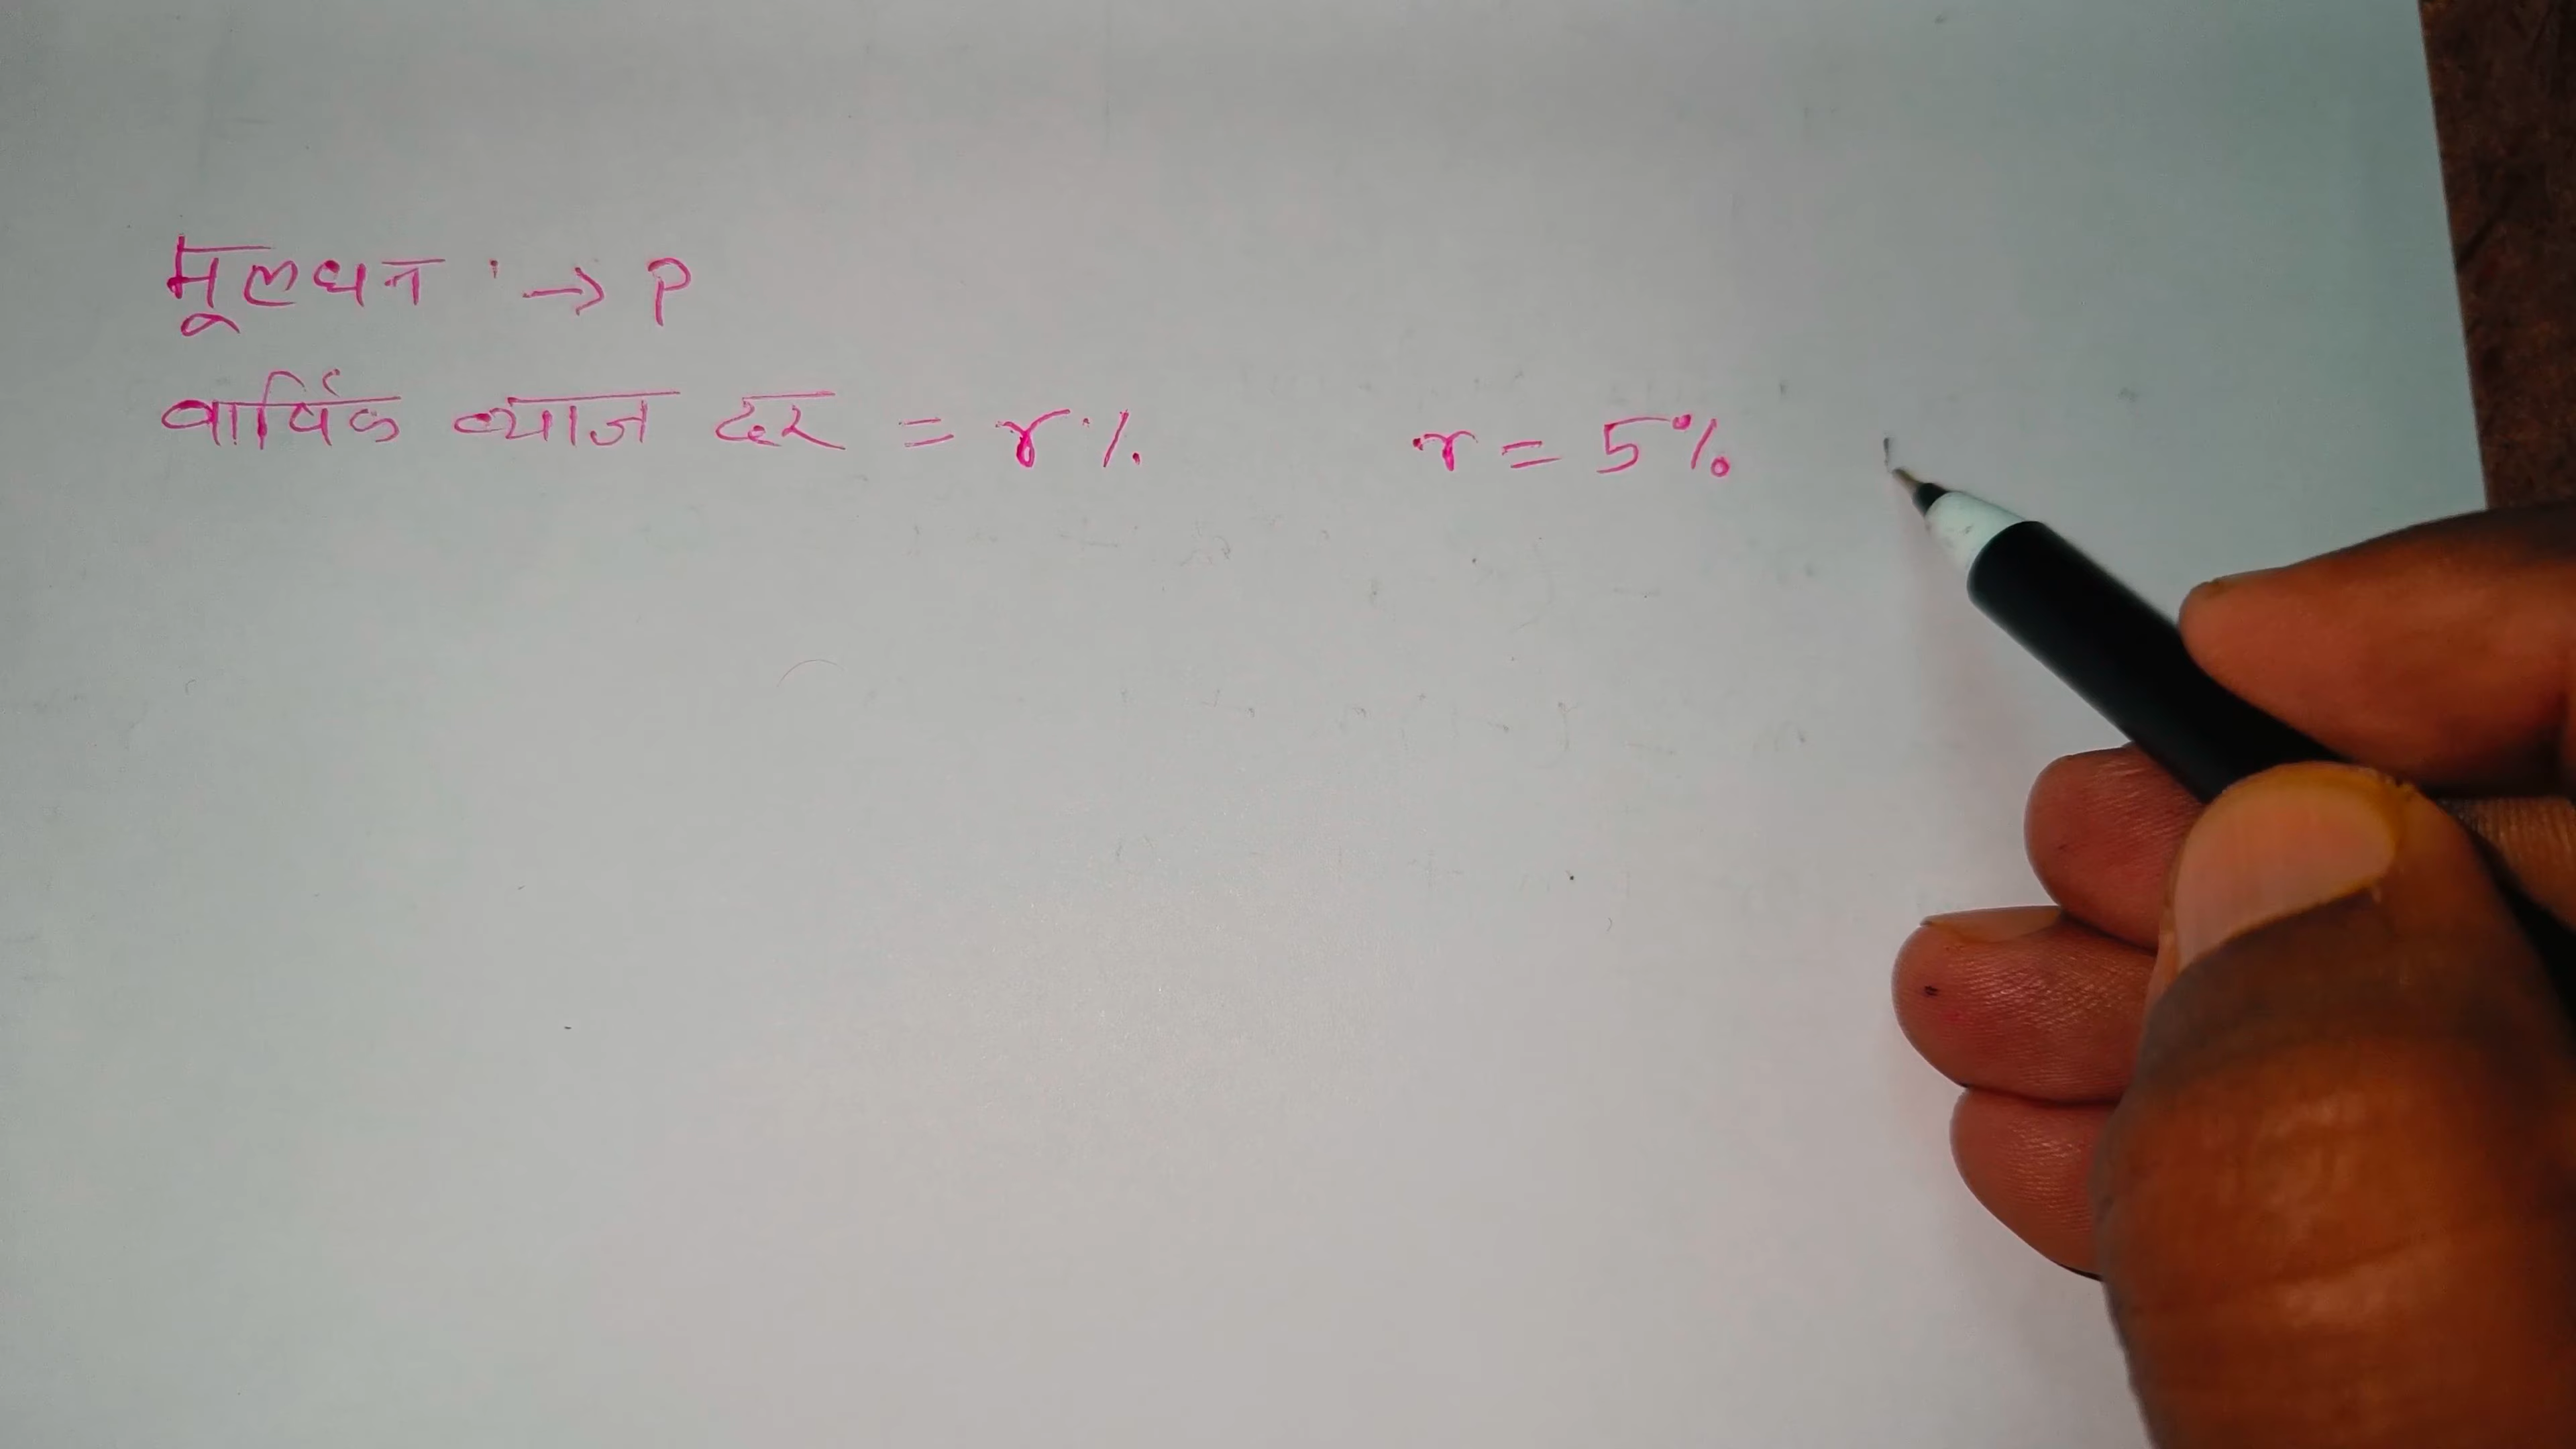 मूलधन → P
वार्षिक ब्याज दर = r%. r = 5%